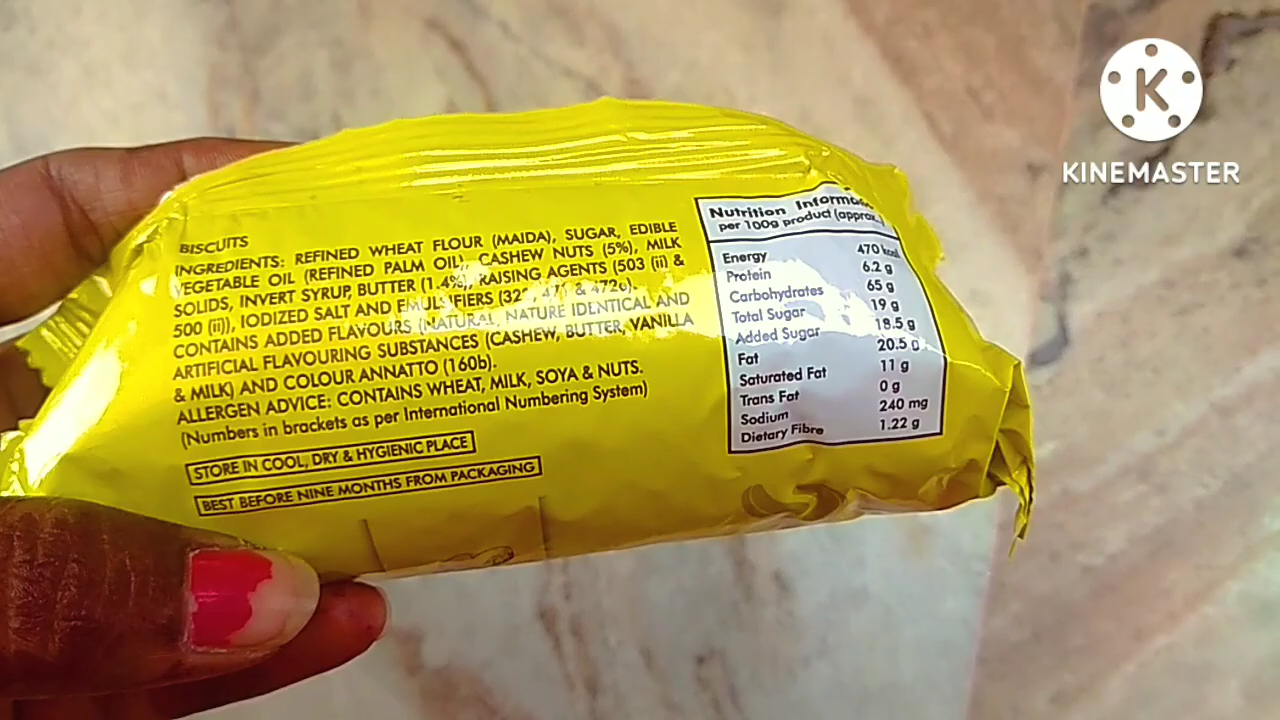 BISCUITS
INGREDIENTS: REFINED WHEAT FLOUR (MAIDA), SUGAR, EDIBLE
VEGETABLE OIL (REFINED PALM OIL), CASHEW NUTS (5%), MILK
SOLIDS, INVERT SYRUP, BUTTER (1.4%), RAISING AGENTS (503 (ii) &
500 (ii)), IODIZED SALT AND EMULSIFIERS
CONTAINS ADDED FLAVOURS (NATURAL, NATURE IDENTICAL AND
ARTIFICIAL FLAVOURING SUBSTANCES (CASHEW, BUTTER, VANILLA
& MILK) AND COLOUR ANNATTO (160b).
ALLERGEN ADVICE: CONTAINS WHEAT, MILK, SOYA & NUTS.
(Numbers in brackets as per International Numbering System)
STORE IN COOL, DRY & HYGIENIC PLACE
BEST BEFORE NINE MONTHS FROM PACKAGING
Nutrition
per 100g product (approx.)
Energy 470 kcal
Protein 6.2 g
Carbohydrates 65 g
Total Sugar 19 g
Added Sugar 18.5 g
Fat 20.5 g
Saturated Fat 11 g
Trans Fat 0 g
Sodium 240 mg
Dietary Fibre 1.22 g
K
KINEMASTER